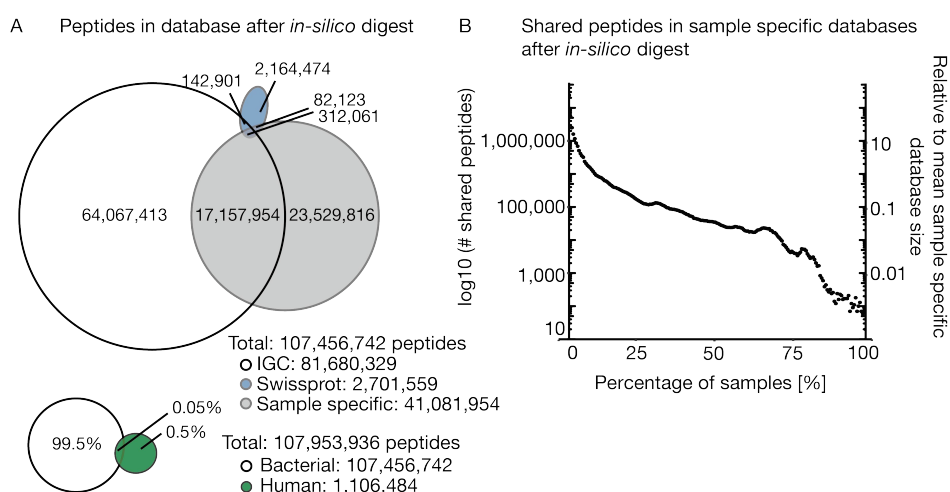 A Peptides in database after in-silico digest
142,901
2,164,474
82,123
312,061
64,067,413
17,157,954
23,529,816
Total: 107,456,742 peptides
IGC: 81,680,329
Swissprot: 2,701,559
Sample specific: 41,081,954
0.05%
0.5%
99.5%
Total: 107,953,936 peptides
Bacterial: 107,456,742
Human: 1,106,484
B Shared peptides in sample specific databases
after in-silico digest
log10 (# shared peptides)
1,000,000
100,000
1,000
10
0 25 50 75 100
Percentage of samples [%]
10
0.1
0.01
Relative to mean sample specific
database size